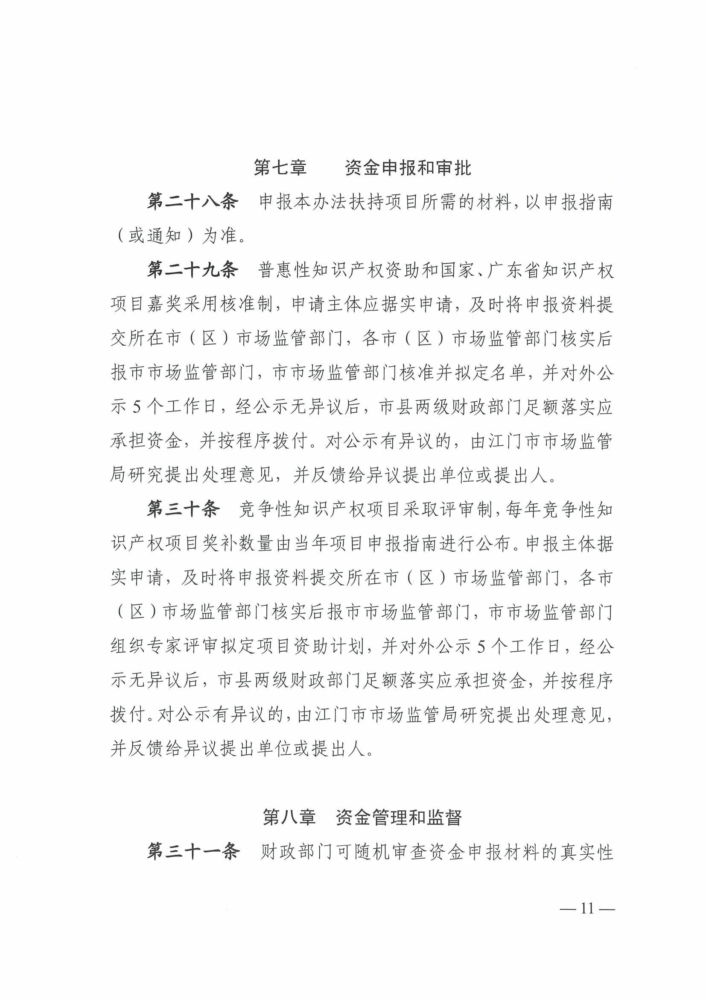 第七章　　资金申报和审批
第二十八条　申报本办法扶持项目所需的材料，以申报指南
（或通知）为准。
第二十九条　普惠性知识产权资助和国家、广东省知识产权
项目嘉奖采用核准制，申请主体应据实申请，及时将申报资料提
交所在市（区）市场监管部门，各市（区）市场监管部门核实后
报市市场监管部门，市市场监管部门核准并拟定名单，并对外公
示 5 个工作日，经公示无异议后，市县两级财政部门足额落实应
承担资金，并按程序拨付。对公示有异议的，由江门市市场监管
局研究提出处理意见，并反馈给异议提出单位或提出人。
第三十条　竞争性知识产权项目采取评审制，每年竞争性知
识产权项目奖补数量由当年项目申报指南进行公布。申报主体据
实申请，及时将申报资料提交所在市（区）市场监管部门，各市
（区）市场监管部门核实后报市市场监管部门，市市场监管部门
组织专家评审拟定项目资助计划，并对外公示 5 个工作日，经公
示无异议后，市县两级财政部门足额落实应承担资金，并按程序
拨付。对公示有异议的，由江门市市场监管局研究提出处理意见，
并反馈给异议提出单位或提出人。
第八章　资金管理和监督
第三十一条　财政部门可随机审查资金申报材料的真实性
— 11 —